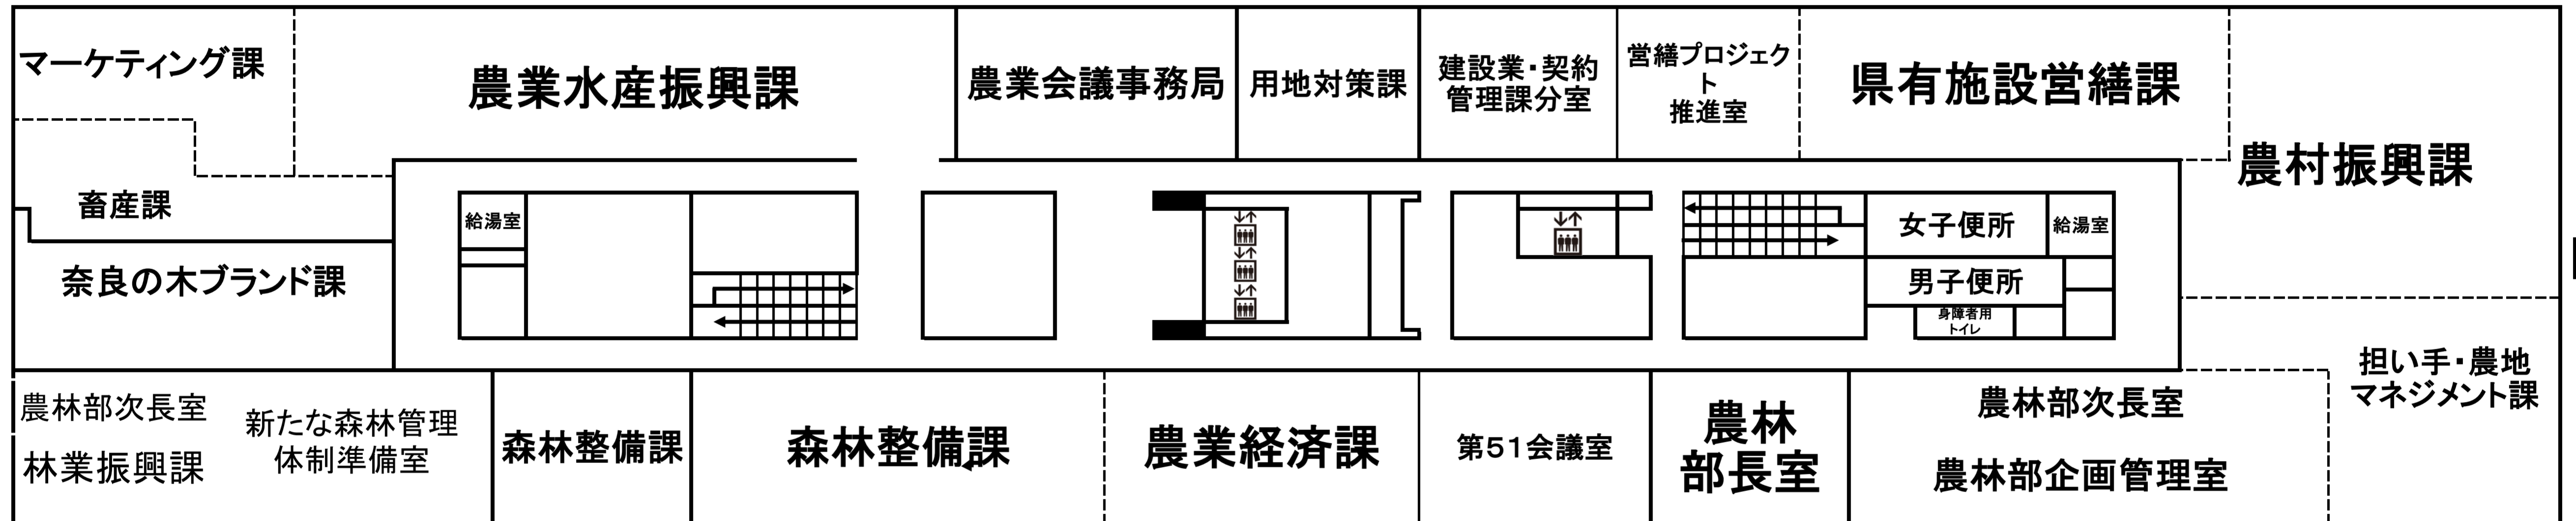 マーケティング課
農業水産振興課
農業会議事務局
用地対策課
建設業・契約
管理課分室
営繕プロジェク
ト
推進室
県有施設営繕課
農村振興課
畜産課
奈良の木ブランド課
給湯室
女子便所
給湯室
男子便所
身障者用
トイレ
担い手・農地
マネジメント課
農林部次長室
林業振興課
新たな森林管理
体制準備室
森林整備課
森林整備課
農業経済課
第51会議室
農林
部長室
農林部次長室
農林部企画管理室